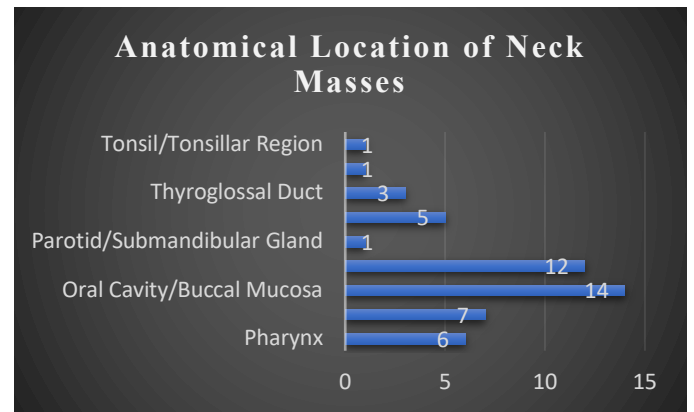 Anatomical Location of Neck
Masses
Tonsil/Tonsillar Region
1
1
Thyroglossal Duct
3
5
Parotid/Submandibular Gland
1
12
Oral Cavity/Buccal Mucosa
14
7
Pharynx
6
0 5 10 15